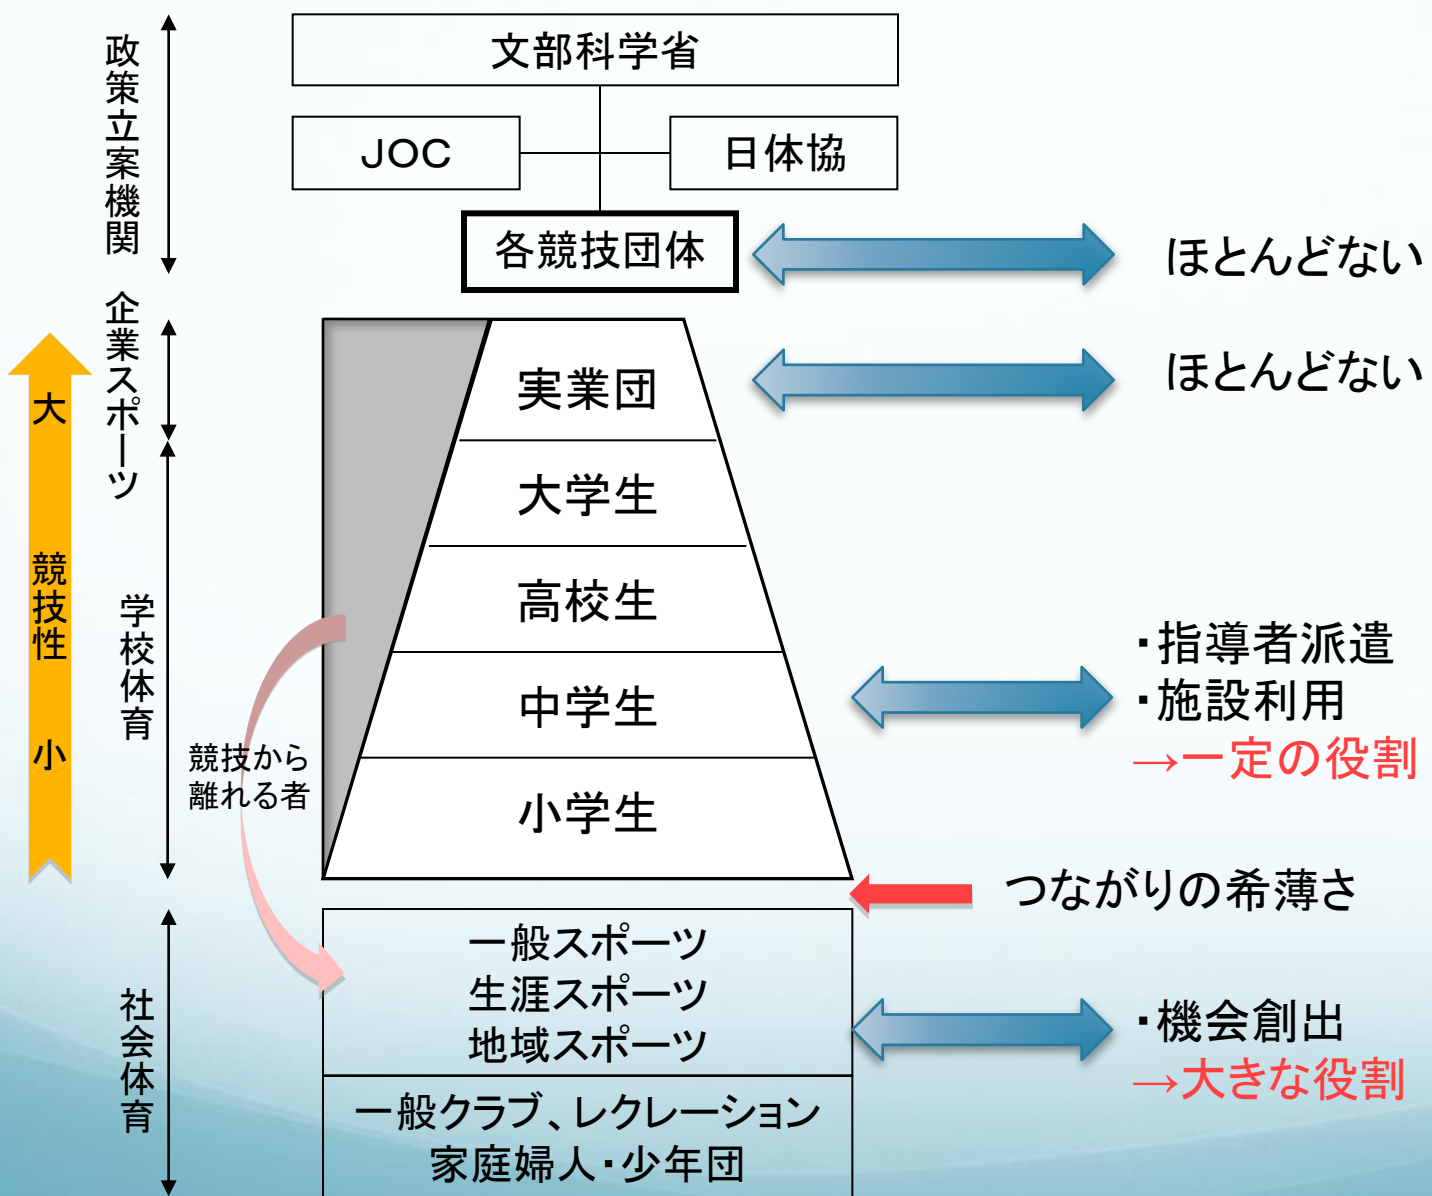 政策立案機関
文部科学省
JOC
日体協
各競技団体
ほとんどない
企業スポーツ
実業団
ほとんどない
大
競技性
小
学校体育
大学生
高校生
中学生
小学生
・指導者派遣
・施設利用
→一定の役割
競技から
離れる者
つながりの希薄さ
社会体育
一般スポーツ
生涯スポーツ
地域スポーツ
・機会創出
→大きな役割
一般クラブ、レクレーション
家庭婦人・少年団